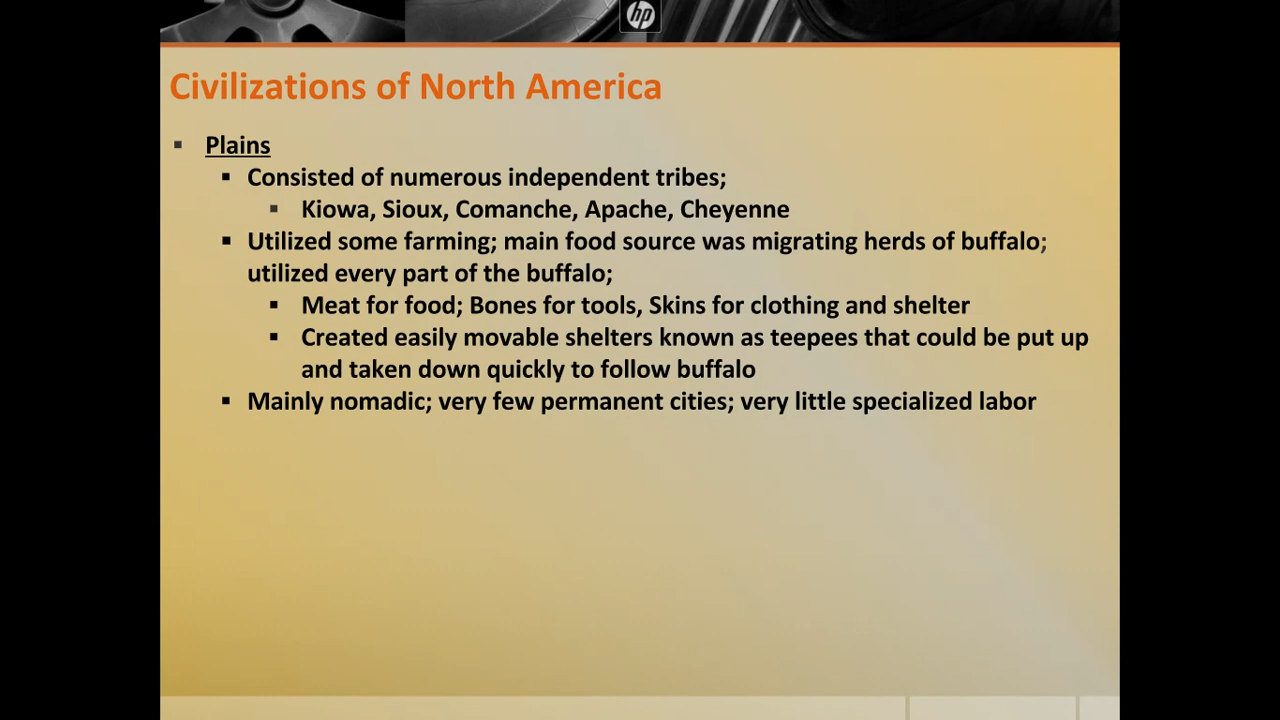 hp
Civilizations of North America
▪ Plains
▪ Consisted of numerous independent tribes;
▪ Kiowa, Sioux, Comanche, Apache, Cheyenne
▪ Utilized some farming; main food source was migrating herds of buffalo;
utilized every part of the buffalo;
▪ Meat for food; Bones for tools, Skins for clothing and shelter
▪ Created easily movable shelters known as teepees that could be put up
and taken down quickly to follow buffalo
▪ Mainly nomadic; very few permanent cities; very little specialized labor